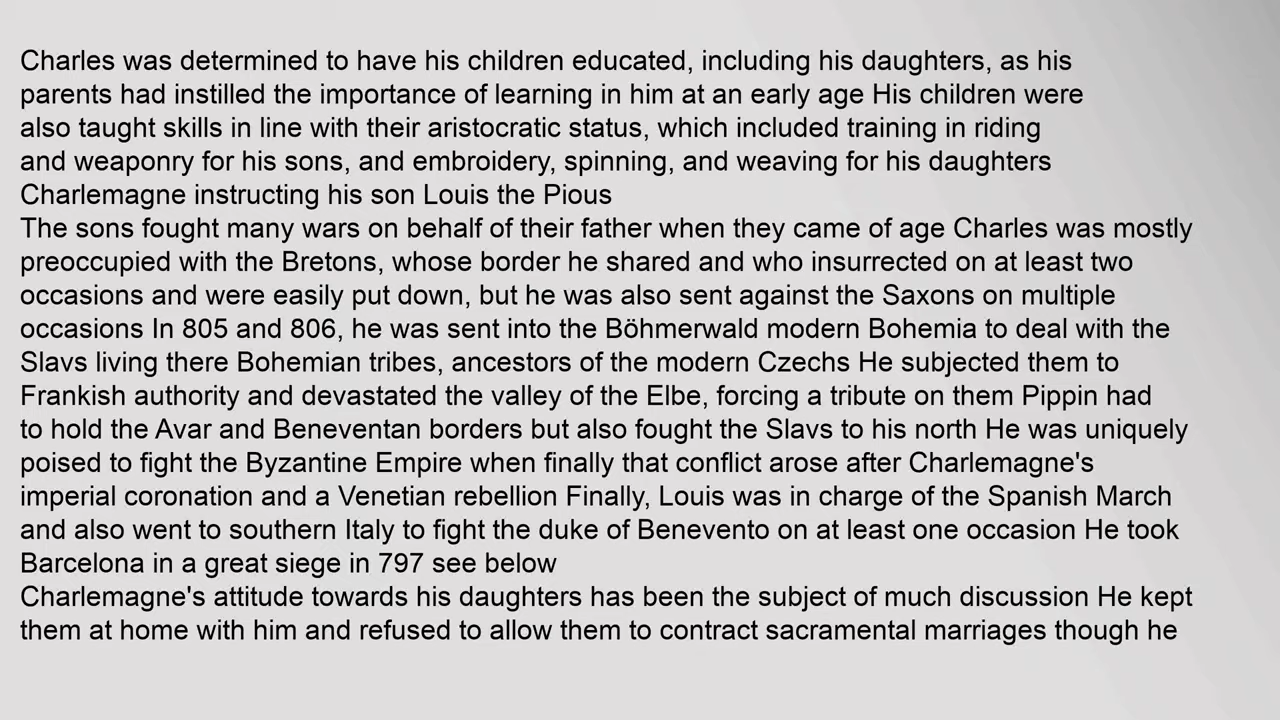 Charles was determined to have his children educated, including his daughters, as his
parents had instilled the importance of learning in him at an early age His children were
also taught skills in line with their aristocratic status, which included training in riding
and weaponry for his sons, and embroidery, spinning, and weaving for his daughters
Charlemagne instructing his son Louis the Pious
The sons fought many wars on behalf of their father when they came of age Charles was mostly
preoccupied with the Bretons, whose border he shared and who insurrected on at least two
occasions and were easily put down, but he was also sent against the Saxons on multiple
occasions In 805 and 806, he was sent into the Böhmerwald modern Bohemia to deal with the
Slavs living there Bohemian tribes, ancestors of the modern Czechs He subjected them to
Frankish authority and devastated the valley of the Elbe, forcing a tribute on them Pippin had
to hold the Avar and Beneventan borders but also fought the Slavs to his north He was uniquely
poised to fight the Byzantine Empire when finally that conflict arose after Charlemagne's
imperial coronation and a Venetian rebellion Finally, Louis was in charge of the Spanish March
and also went to southern Italy to fight the duke of Benevento on at least one occasion He took
Barcelona in a great siege in 797 see below
Charlemagne's attitude towards his daughters has been the subject of much discussion He kept
them at home with him and refused to allow them to contract sacramental marriages though he